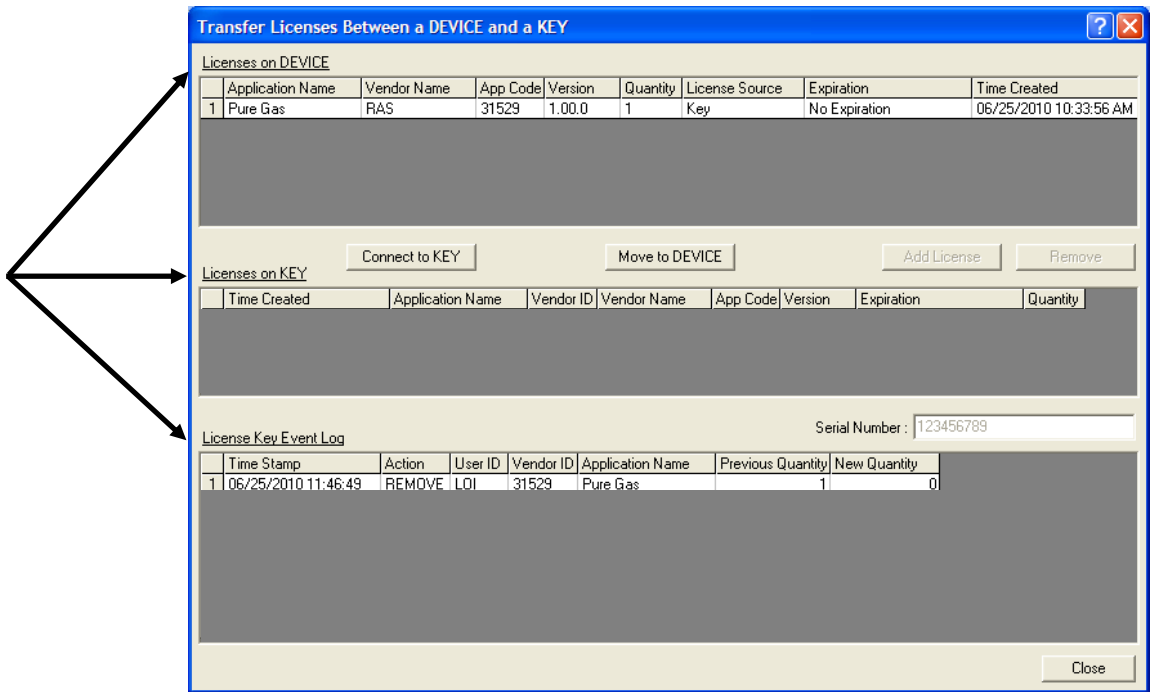 Transfer Licenses Between a DEVICE and a KEY
Licenses on DEVICE
Application Name Vendor Name App Code Version Quantity License Source Expiration Time Created
1 Pure Gas RAS 31529 1.00.0 1 Key No Expiration 06/25/2010 10:33:56 AM
Connect to KEY Move to DEVICE Add License Remove
Licenses on KEY
Time Created Application Name Vendor ID Vendor Name App Code Version Expiration Quantity
Serial Number : 123456789
License Key Event Log
Time Stamp Action User ID Vendor ID Application Name Previous Quantity New Quantity
1 06/25/2010 11:46:49 REMOVE LOI 31529 Pure Gas 1 0
Close